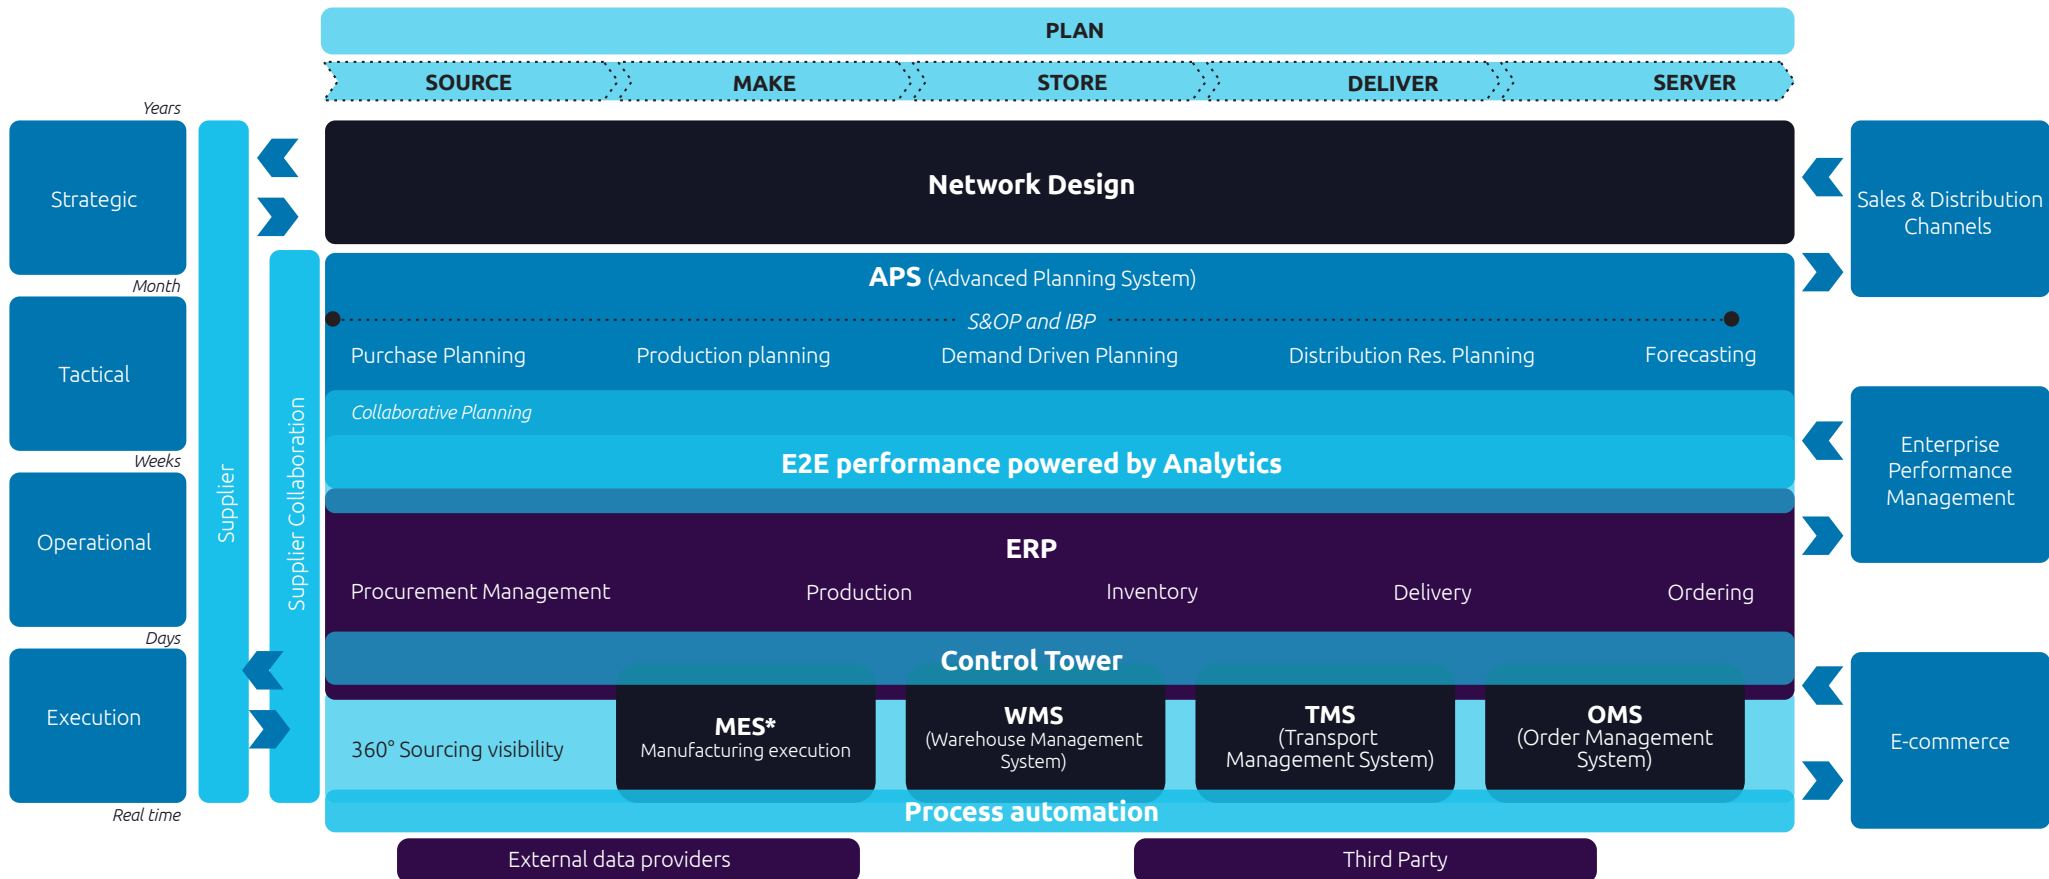 PLAN
SOURCE
MAKE
STORE
DELIVER
SERVER
Years
Strategic
Month
Tactical
Weeks
Operational
Days
Execution
Real time
Supplier
Supplier Collaboration
Network Design
APS (Advanced Planning System)
S&OP and IBP
Purchase Planning
Production planning
Demand Driven Planning
Distribution Res. Planning
Forecasting
Collaborative Planning
E2E performance powered by Analytics
ERP
Procurement Management
Production
Inventory
Delivery
Ordering
Control Tower
360° Sourcing visibility
MES*
Manufacturing execution
WMS
(Warehouse Management
System)
TMS
(Transport
Management System)
OMS
(Order Management
System)
Process automation
External data providers
Third Party
Sales & Distribution
Channels
Enterprise
Performance
Management
E-commerce